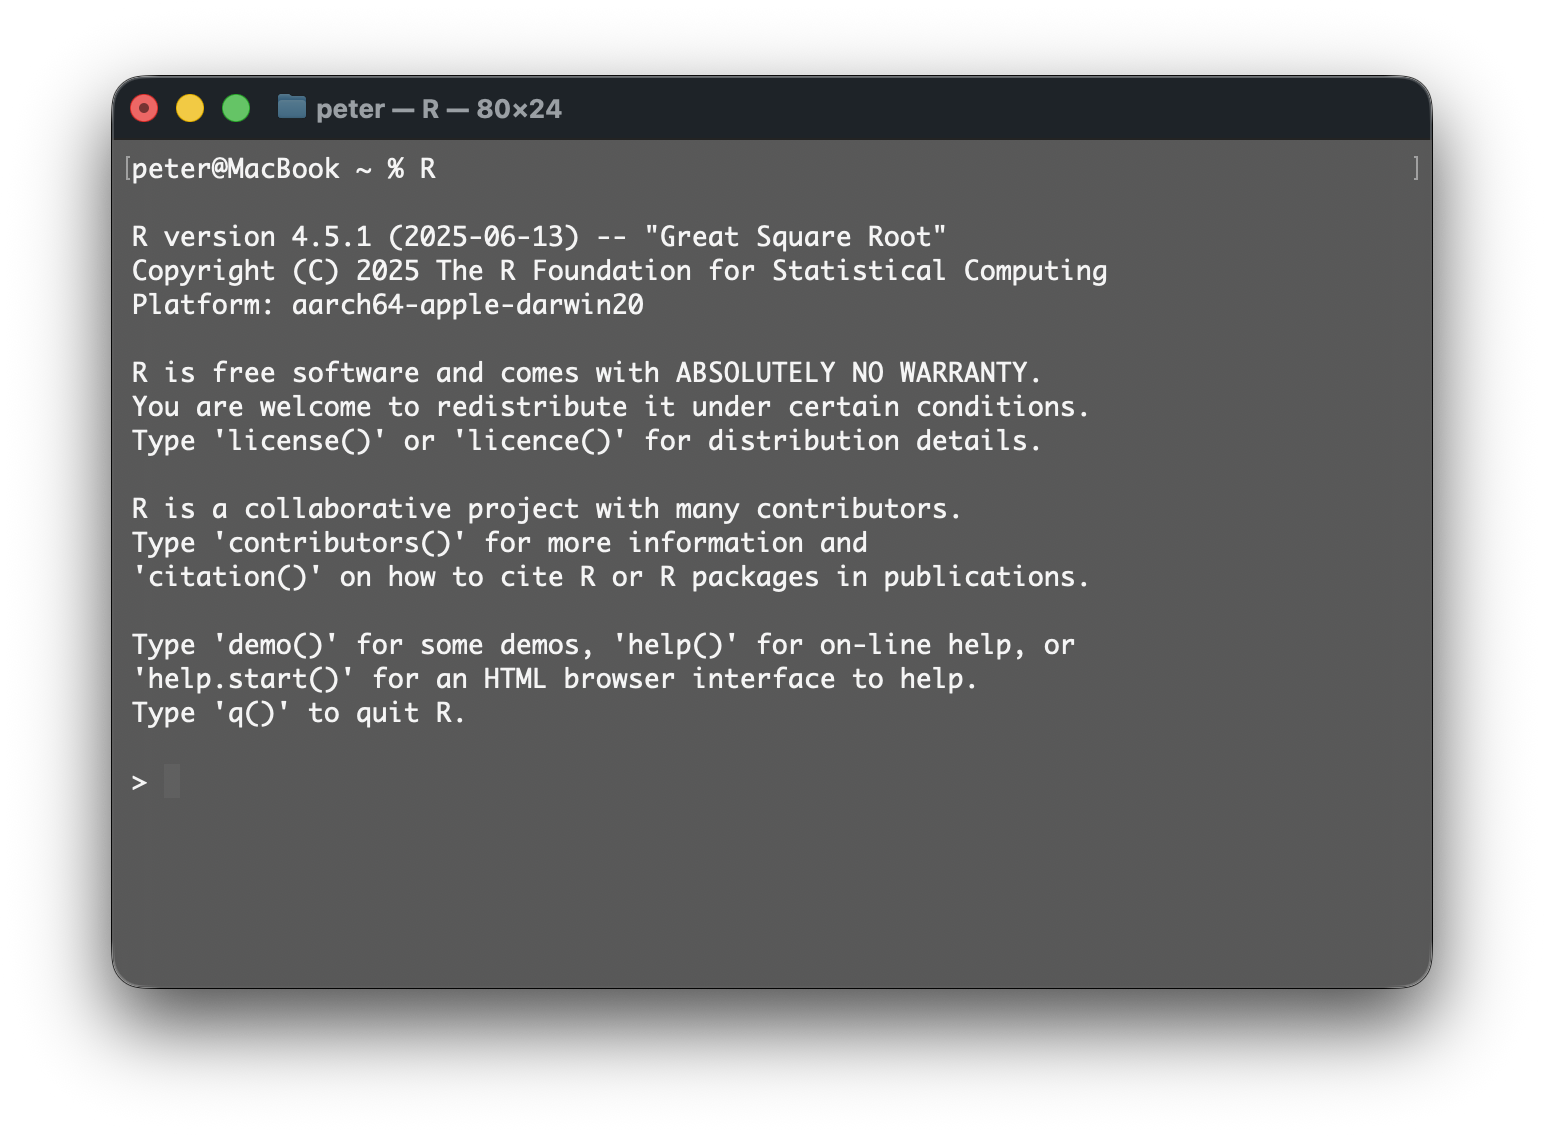 peter — R — 80×24
[peter@MacBook ~ % R ]
R version 4.5.1 (2025-06-13) -- "Great Square Root"
Copyright (C) 2025 The R Foundation for Statistical Computing
Platform: aarch64-apple-darwin20
R is free software and comes with ABSOLUTELY NO WARRANTY.
You are welcome to redistribute it under certain conditions.
Type 'license()' or 'licence()' for distribution details.
R is a collaborative project with many contributors.
Type 'contributors()' for more information and
'citation()' on how to cite R or R packages in publications.
Type 'demo()' for some demos, 'help()' for on-line help, or
'help.start()' for an HTML browser interface to help.
Type 'q()' to quit R.
>